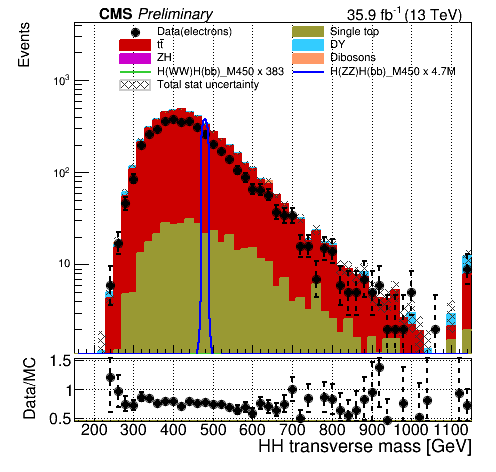 CMS Preliminary 35.9 fb⁻¹ (13 TeV)
Data(electrons) Single top
tt̄ DY
ZH Dibosons
H(WW)H(bb)_M450 x 383 H(ZZ)H(bb)_M450 x 4.7M
Total stat uncertainty
Events
10³
10²
10
Data/MC
1.5
1
0.5
200 300 400 500 600 700 800 900 1000 1100
HH transverse mass [GeV]